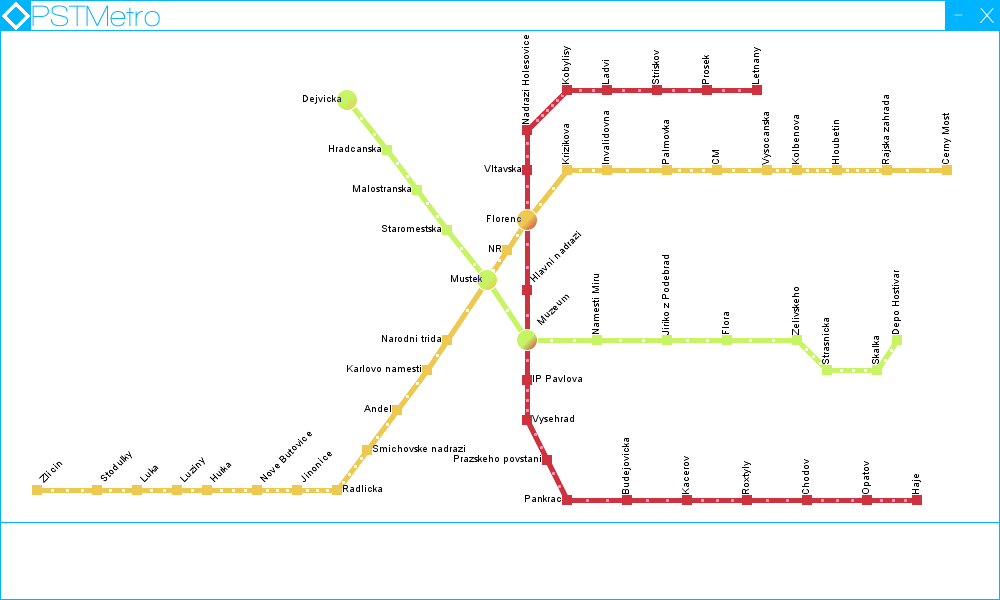 PSTMetro
Nadrazi Holesovice
Kobylisy
Ladvi
Striskov
Prosek
Letnany
Dejvicka
Hradcanska
Malostranska
Staromestska
Vltavska
Krizikova
Invalidovna
Palmovka
CM
Vysocanska
Kolbenova
Hloubetin
Rajska zahrada
Cerny Most
Florenc
NR
Mustek
Hlavni nadrazi
Muzeum
Namesti Miru
Jiriko z Podebrad
Flora
Zelivskeho
Strasnicka
Skalka
Depo Hostivar
Narodni trida
Karlovo namesti
Andel
Smichovske nadrazi
IP Pavlova
Vysehrad
Prazskeho povstani
Pankrac
Budejovicka
Kacerov
Roxtyly
Chodov
Opatov
Haje
Zlicin
Stodulky
Luka
Luziny
Hurka
Nove Butovice
Jinonice
Radlicka